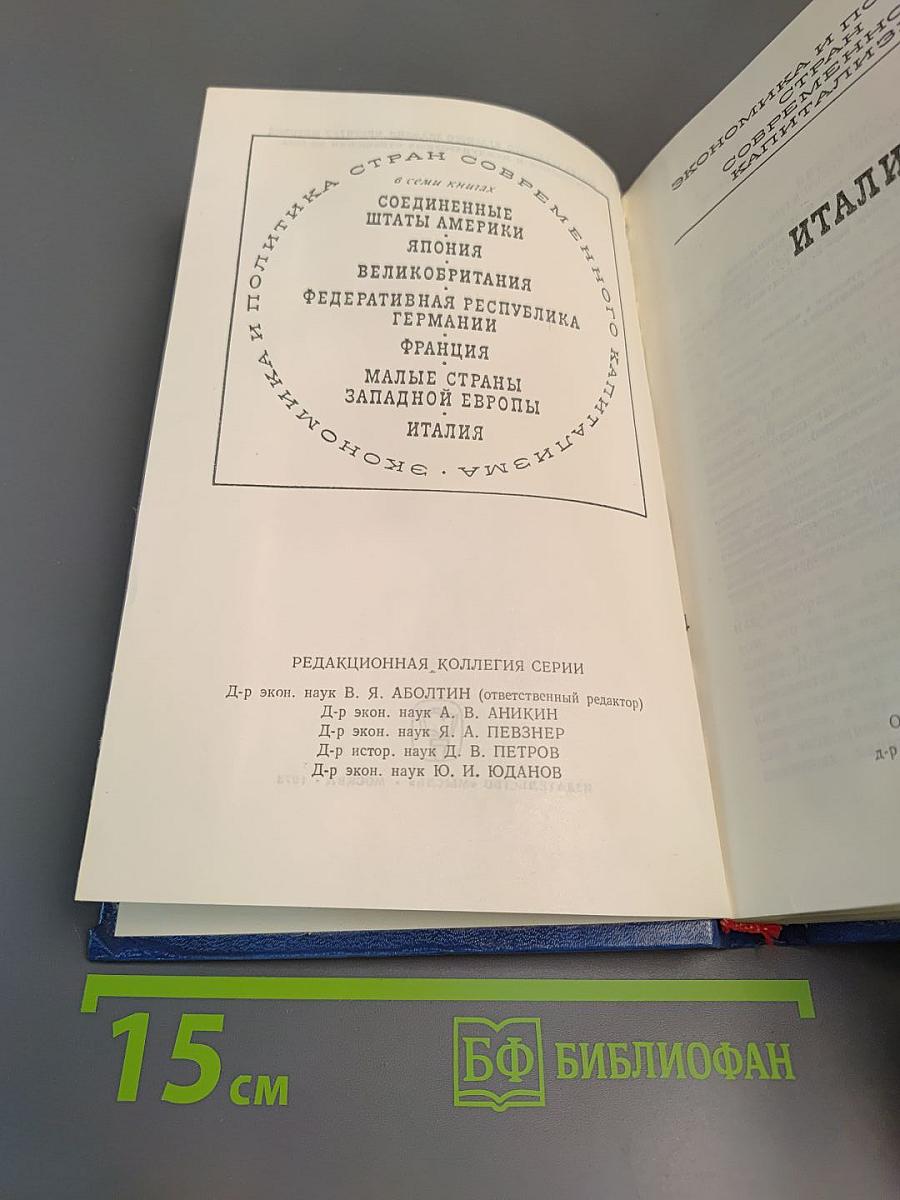 ЭКОНОМИКА И ПОЛИТИКА СТРАН СОВРЕМЕННОГО КАПИТАЛИЗМА ·
в семи книгах
СОЕДИНЕННЫЕ
ШТАТЫ АМЕРИКИ
·
ЯПОНИЯ
·
ВЕЛИКОБРИТАНИЯ
·
ФЕДЕРАТИВНАЯ РЕСПУБЛИКА
ГЕРМАНИИ
·
ФРАНЦИЯ
·
МАЛЫЕ СТРАНЫ
ЗАПАДНОЙ ЕВРОПЫ
·
ИТАЛИЯ
РЕДАКЦИОННАЯ КОЛЛЕГИЯ СЕРИИ
Д-р экон. наук В. Я. АБОЛТИН (ответственный редактор)
Д-р экон. наук А. В. АНИКИН
Д-р экон. наук Я. А. ПЕВЗНЕР
Д-р истор. наук Д. В. ПЕТРОВ
Д-р экон. наук Ю. И. ЮДАНОВ
ЭКОНОМИКА И ПО
СТРАН
СОВРЕМЕННО
КАПИТАЛИЗ
ИТАЛИ
О
д-р
15 см
БФ БИБЛИОФАН